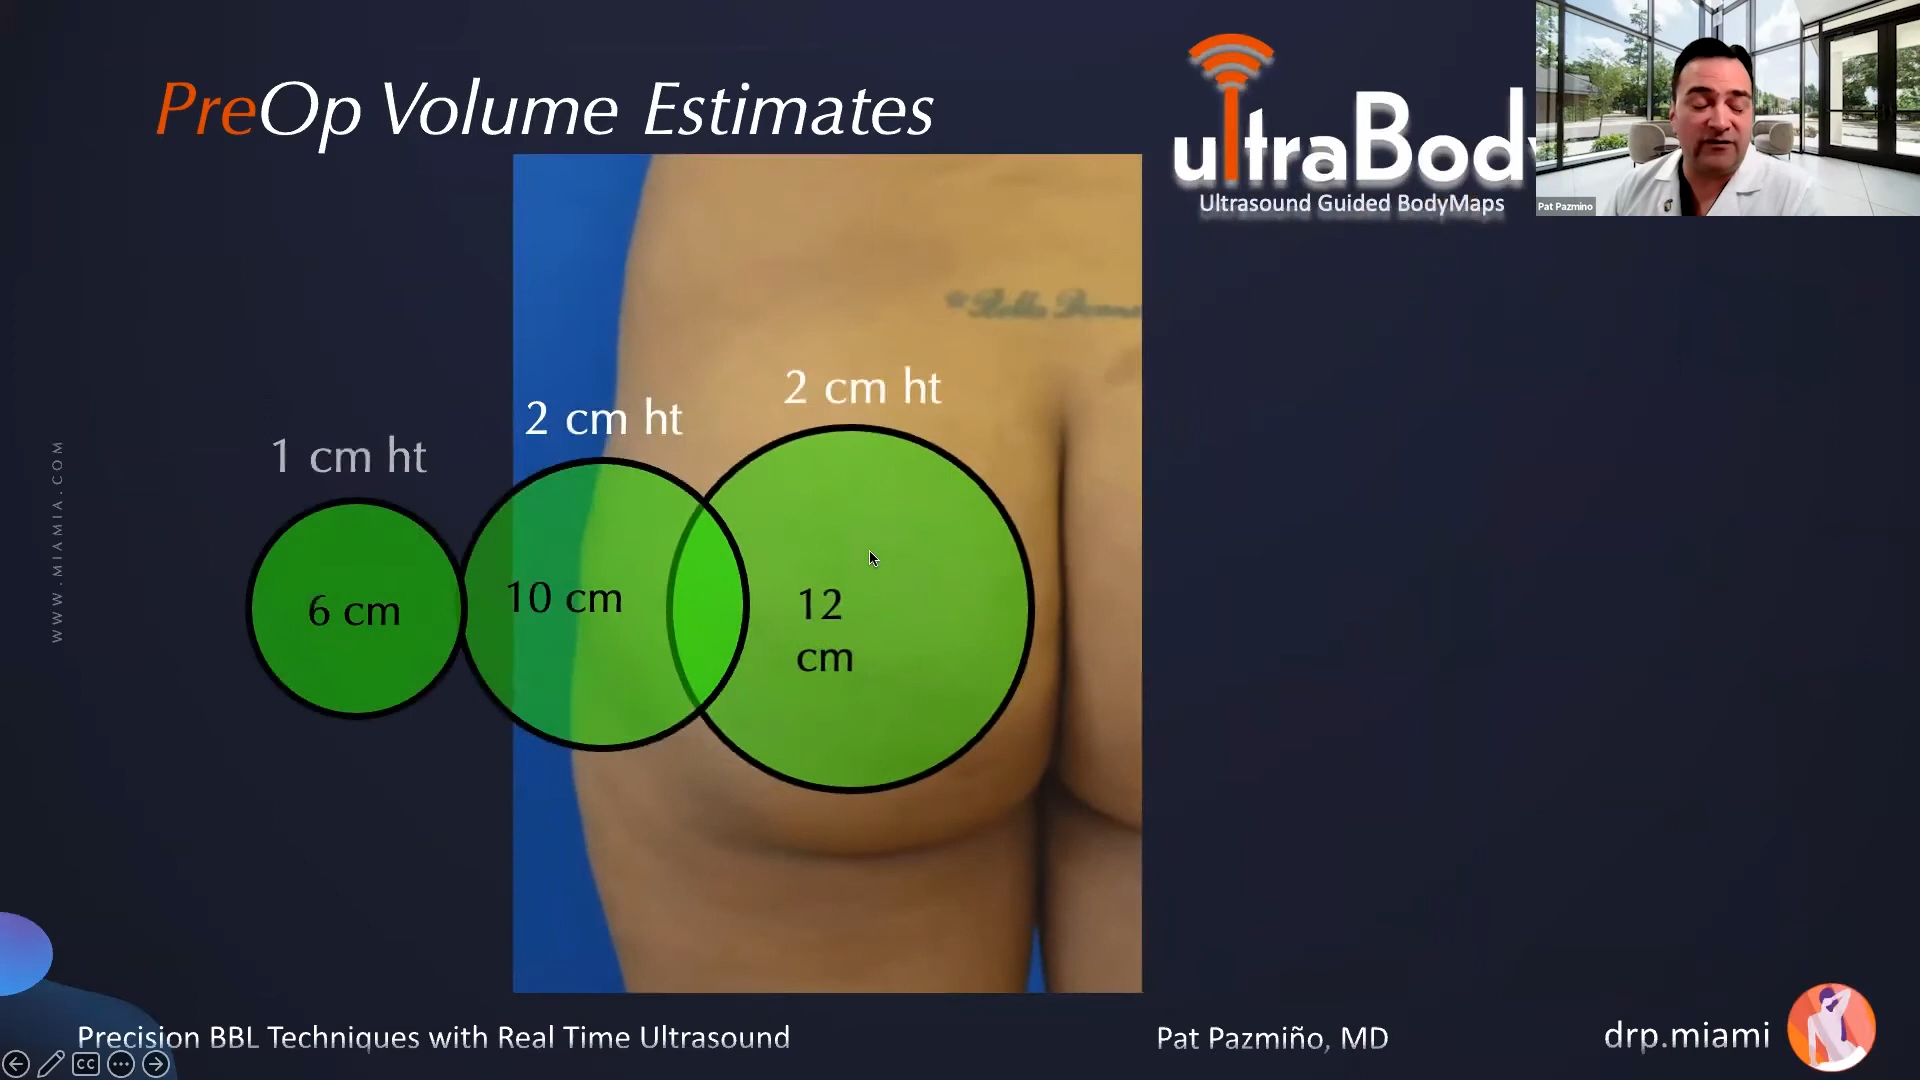 PreOp Volume Estimates
ultraBod
Ultrasound Guided BodyMaps
Pat Pazmino
2 cm ht
2 cm ht
1 cm ht
6 cm
10 cm
12
cm
WWW.MIAMIA.COM
Precision BBL Techniques with Real Time Ultrasound
Pat Pazmiño, MD
drp.miami
CC